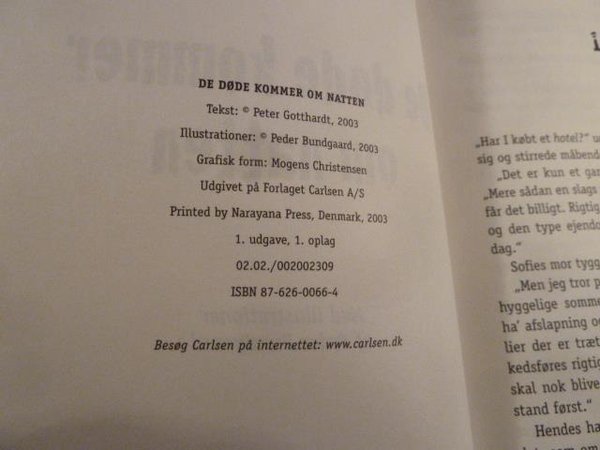 DE DØDE KOMMER OM NATTEN
Tekst: © Peter Gotthardt, 2003
Illustrationer: © Peder Bundgaard, 2003
Grafisk form: Mogens Christensen
Udgivet på Forlaget Carlsen A/S
Printed by Narayana Press, Denmark, 2003
1. udgave, 1. oplag
02.02./002002309
ISBN 87-626-0066-4
Besøg Carlsen på internettet: www.carlsen.dk
„Har I købt et hotel?"
sig og stirrede måbend
„Det er kun et gar
„Mere sådan en slags
får det billigt. Rigtig
og den type ejendo
dag."
Sofies mor tygg
„Men jeg tror p
hyggelige somme
ha' afslapning o
lier der er træt
kedsføres rigtig
skal nok blive
stand først."
Hendes ha